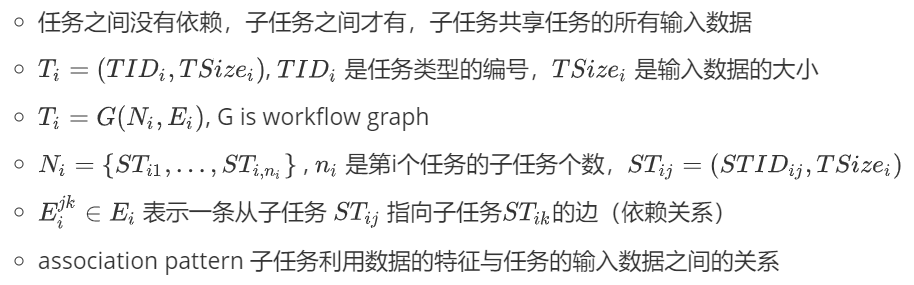 任务之间没有依赖，子任务之间才有，子任务共享任务的所有输入数据
T_i = (TID_i, TSize_i), TID_i 是任务类型的编号，TSize_i 是输入数据的大小
T_i = G(N_i, E_i), G is workflow graph
N_i = {ST_{i1}, . . . , ST_{i,n_i}} , n_i 是第i个任务的子任务个数，ST_{ij} = (STID_{ij}, TSize_i)
E_i^{jk} ∈ E_i 表示一条从子任务 ST_{ij} 指向子任务ST_{ik}的边（依赖关系）
association pattern 子任务利用数据的特征与任务的输入数据之间的关系